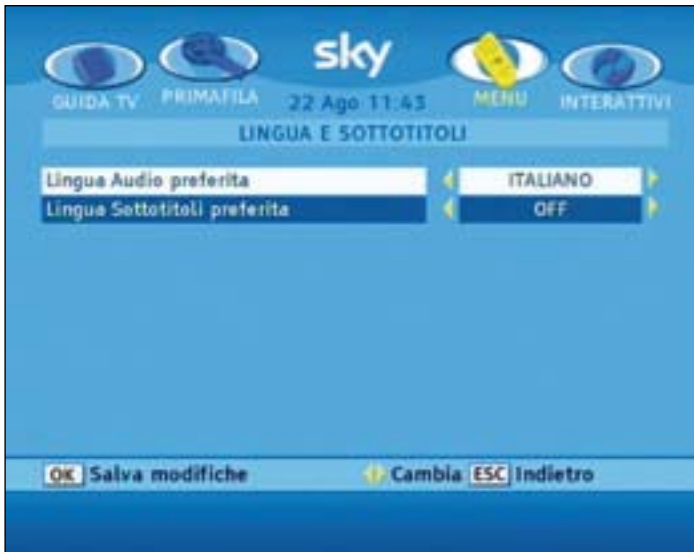 sky
GUIDA TV PRIMAFILA 22 Ago 11.43 MENU INTERATTIVI
LINGUA E SOTTOTITOLI
Lingua Audio preferita ITALIANO
Lingua Sottotitoli preferita OFF
OK Salva modifiche Cambia ESC Indietro